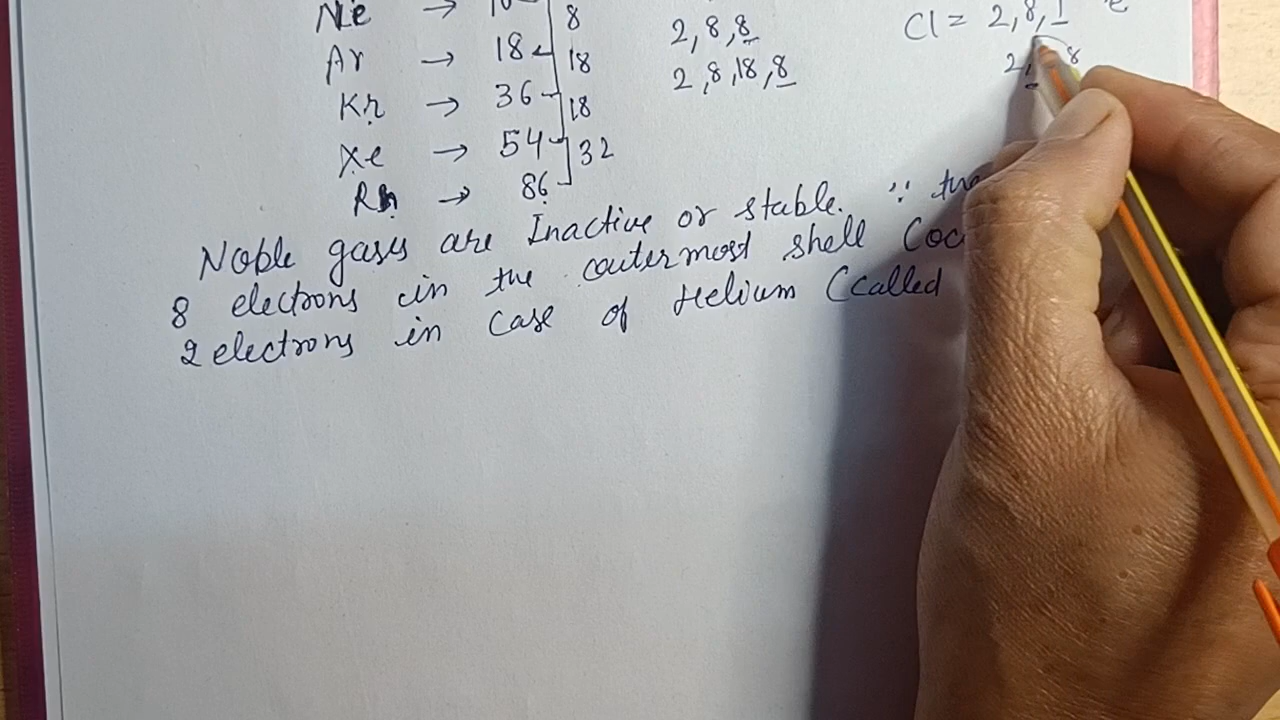 Ne → 10 8 2,8,8 Cl = 2,8,7 e
Ar → 18 18 2,8,18,8 2, 8
Kr → 36 18
Xe → 54 32
Rn → 86
Noble gases are Inactive or stable. ∵
8 electrons in the outermost shell
2 electrons in case of Helium (called